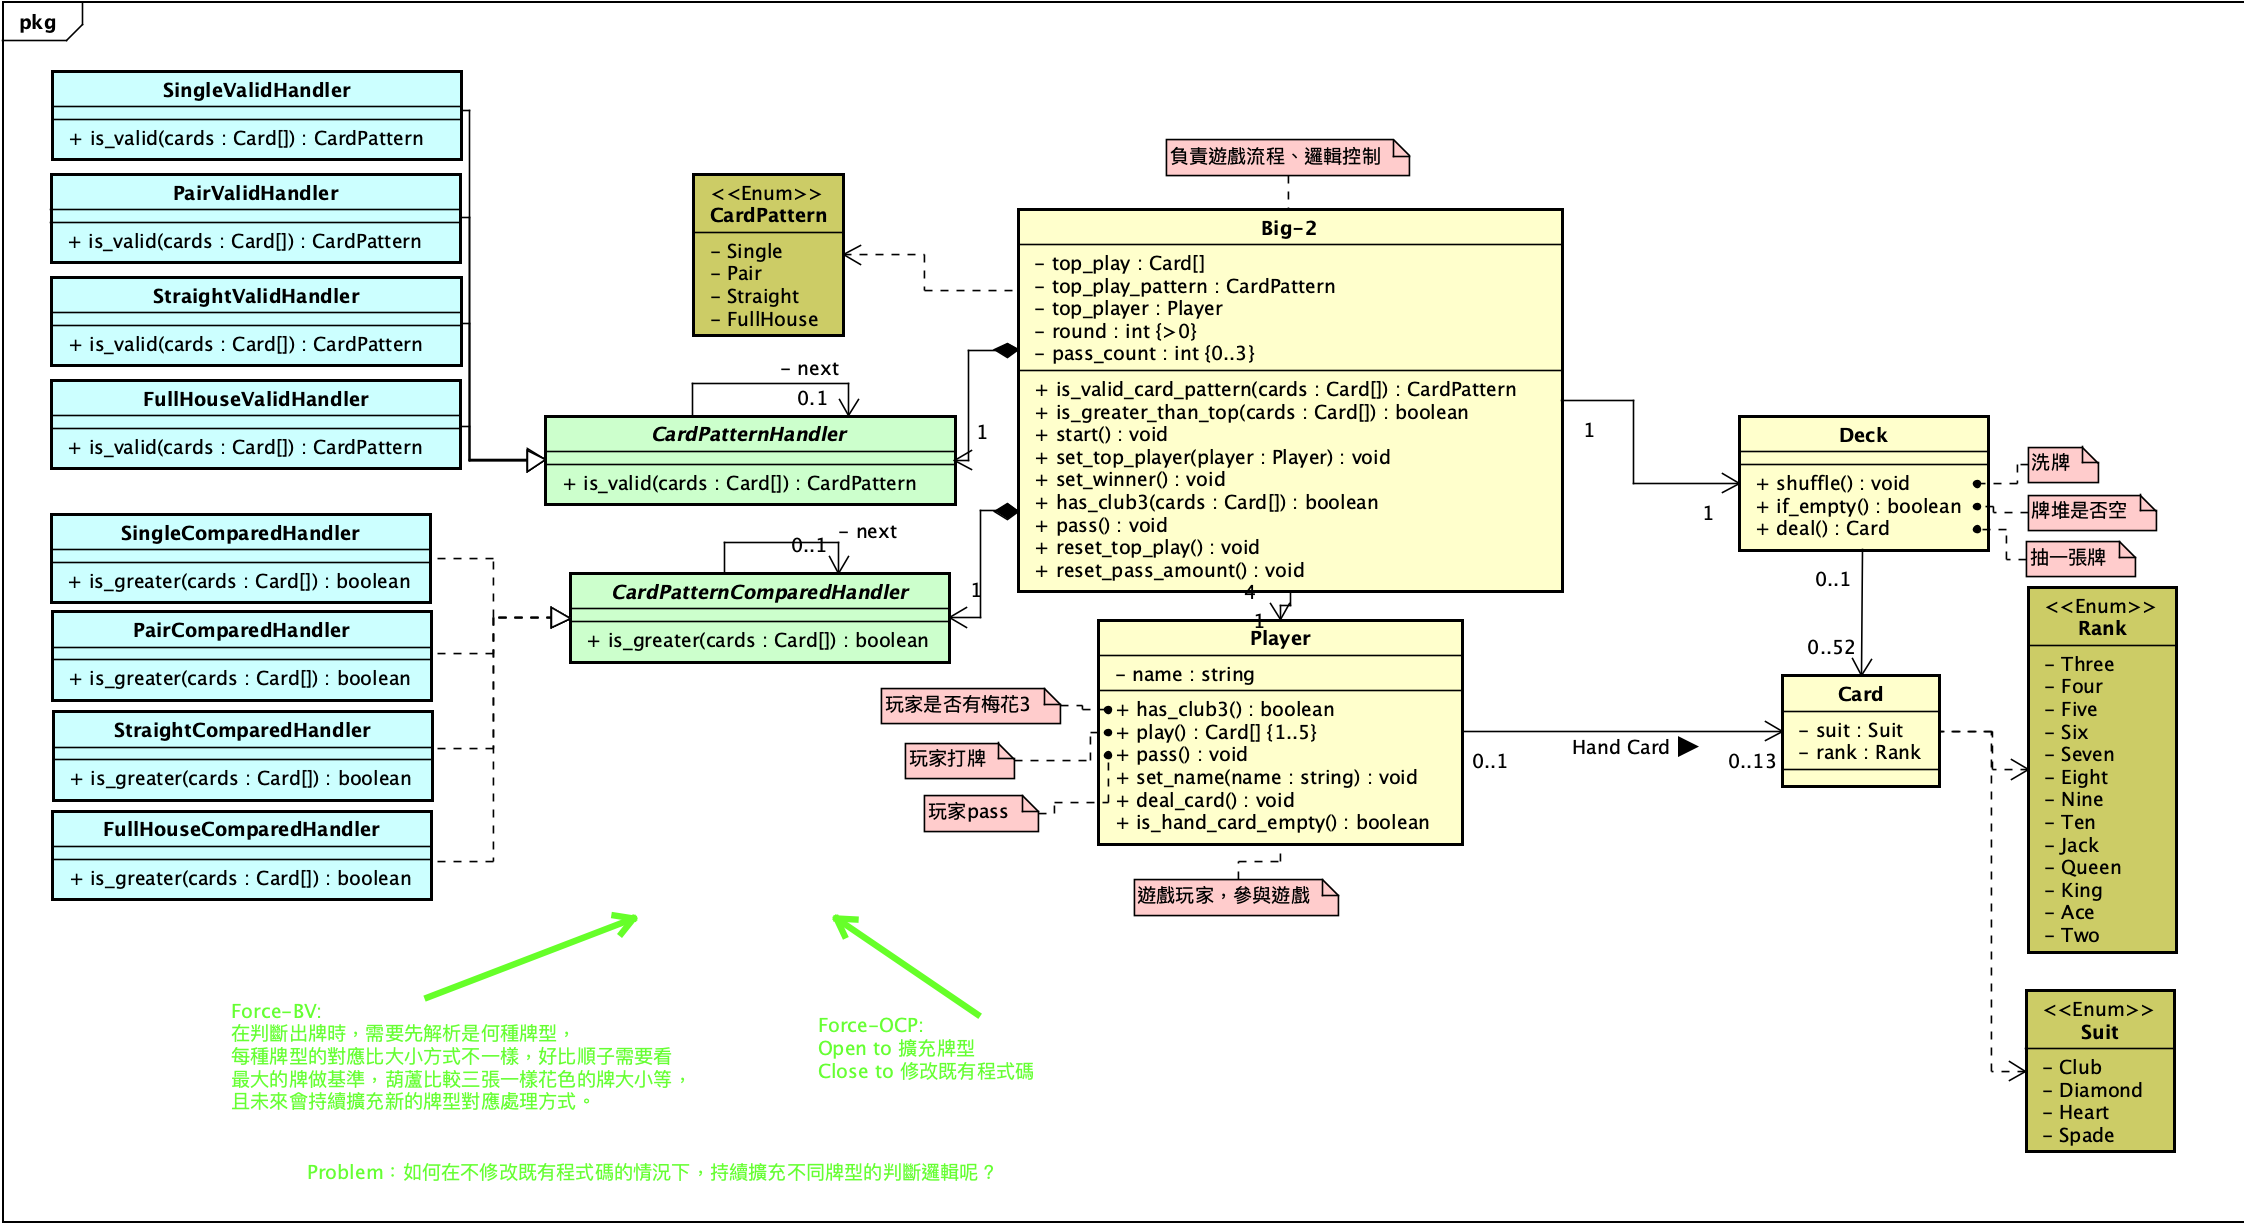 pkg
SingleValidHandler
+ is_valid(cards : Card[]) : CardPattern
PairValidHandler
+ is_valid(cards : Card[]) : CardPattern
StraightValidHandler
+ is_valid(cards : Card[]) : CardPattern
FullHouseValidHandler
+ is_valid(cards : Card[]) : CardPattern
SingleComparedHandler
+ is_greater(cards : Card[]) : boolean
PairComparedHandler
+ is_greater(cards : Card[]) : boolean
StraightComparedHandler
+ is_greater(cards : Card[]) : boolean
FullHouseComparedHandler
+ is_greater(cards : Card[]) : boolean
<<Enum>>
CardPattern
- Single
- Pair
- Straight
- FullHouse
- next
0.1
CardPatternHandler
+ is_valid(cards : Card[]) : CardPattern
1
- next
0..1
CardPatternComparedHandler
+ is_greater(cards : Card[]) : boolean
1
負責遊戲流程、邏輯控制
Big-2
- top_play : Card[]
- top_play_pattern : CardPattern
- top_player : Player
- round : int {>0}
- pass_count : int {0..3}
+ is_valid_card_pattern(cards : Card[]) : CardPattern
+ is_greater_than_top(cards : Card[]) : boolean
+ start() : void
+ set_top_player(player : Player) : void
+ set_winner() : void
+ has_club3(cards : Card[]) : boolean
+ pass() : void
+ reset_top_play() : void
+ reset_pass_amount() : void
4
1
Player
- name : string
+ has_club3() : boolean
+ play() : Card[] {1..5}
+ pass() : void
+ set_name(name : string) : void
+ deal_card() : void
+ is_hand_card_empty() : boolean
玩家是否有梅花3
玩家打牌
玩家pass
遊戲玩家，參與遊戲
1
1
Deck
+ shuffle() : void
+ if_empty() : boolean
+ deal() : Card
洗牌
牌堆是否空
抽一張牌
0..1
0..52
Hand Card
0..1
0..13
Card
- suit : Suit
- rank : Rank
<<Enum>>
Rank
- Three
- Four
- Five
- Six
- Seven
- Eight
- Nine
- Ten
- Jack
- Queen
- King
- Ace
- Two
<<Enum>>
Suit
- Club
- Diamond
- Heart
- Spade
Force-BV:
在判斷出牌時，需要先解析是何種牌型，
每種牌型的對應比大小方式不一樣，好比順子需要看
最大的牌做基準，葫蘆比較三張一樣花色的牌大小等，
且未來會持續擴充新的牌型對應處理方式。
Force-OCP:
Open to 擴充牌型
Close to 修改既有程式碼
Problem：如何在不修改既有程式碼的情況下，持續擴充不同牌型的判斷邏輯呢？